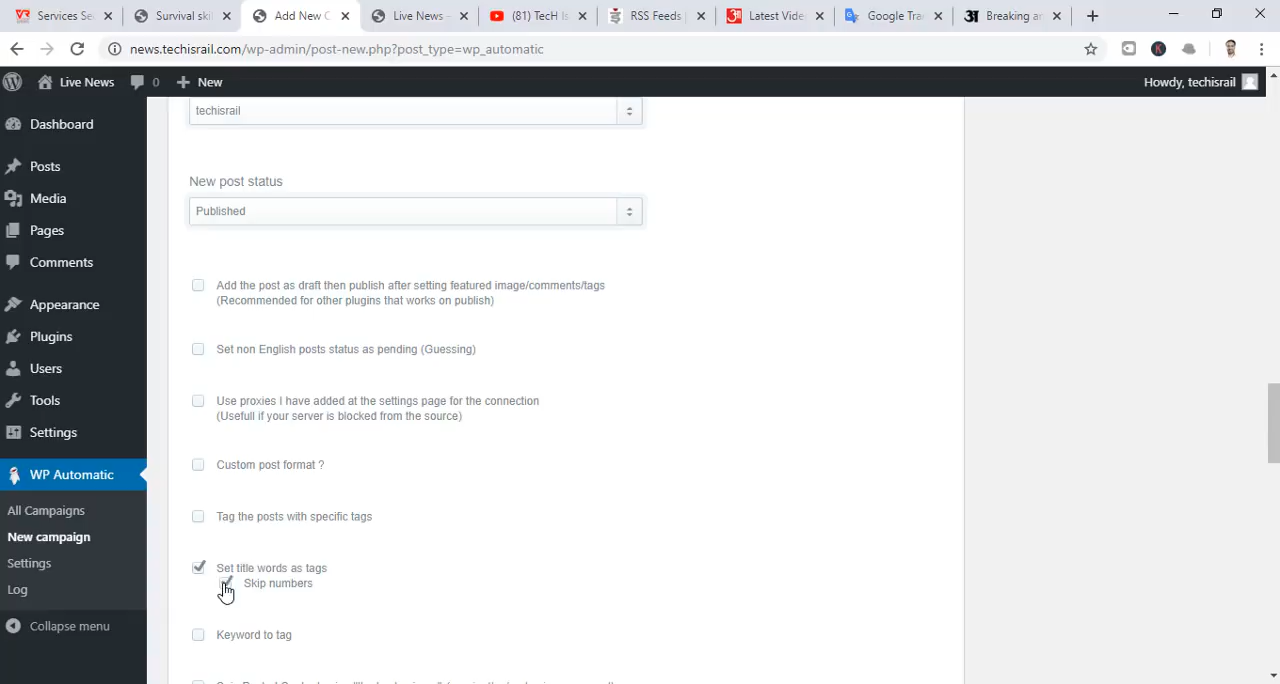 Services Se
Survival skil
Add New C
Live News -
(81) TecH Is
RSS Feeds
Latest Vide
Google Tra
Breaking an
news.techisrail.com/wp-admin/post-new.php?post_type=wp_automatic
Live News
0
New
Howdy, techisrail
Dashboard
Posts
Media
Pages
Comments
Appearance
Plugins
Users
Tools
Settings
WP Automatic
All Campaigns
New campaign
Settings
Log
Collapse menu
techisrail
New post status
Published
Add the post as draft then publish after setting featured image/comments/tags
(Recommended for other plugins that works on publish)
Set non English posts status as pending (Guessing)
Use proxies I have added at the settings page for the connection
(Usefull if your server is blocked from the source)
Custom post format ?
Tag the posts with specific tags
Set title words as tags
Skip numbers
Keyword to tag